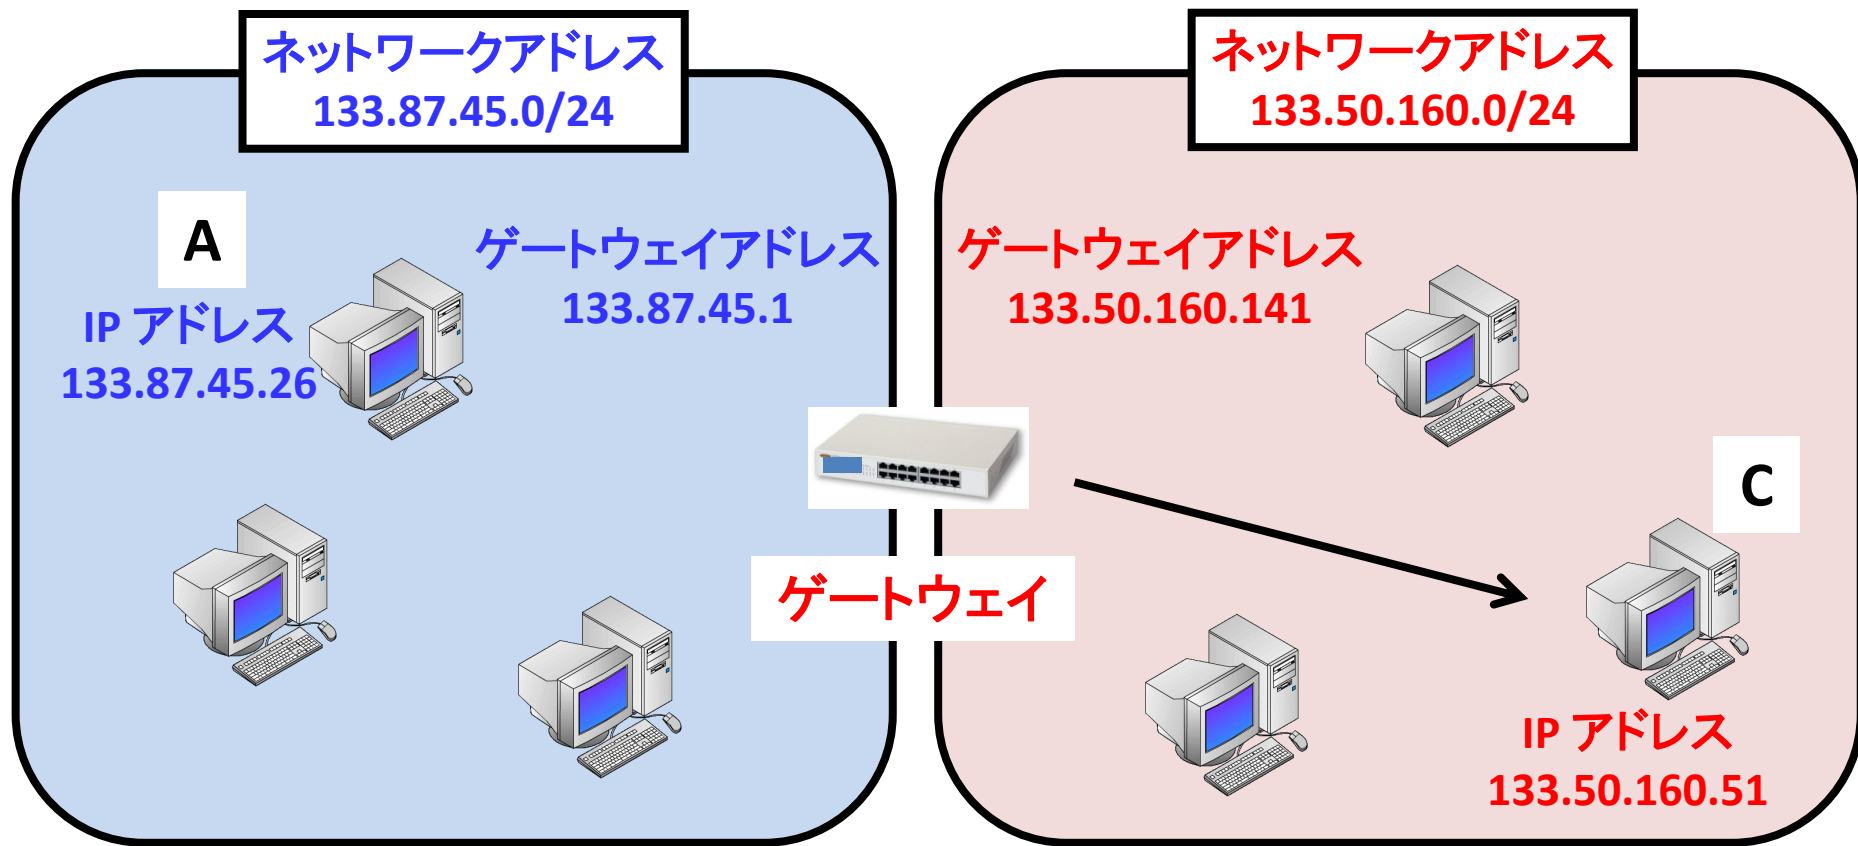 ネットワークアドレス
133.87.45.0/24
ネットワークアドレス
133.50.160.0/24
A
IP アドレス
133.87.45.26
ゲートウェイアドレス
133.87.45.1
ゲートウェイアドレス
133.50.160.141
ゲートウェイ
C
IP アドレス
133.50.160.51